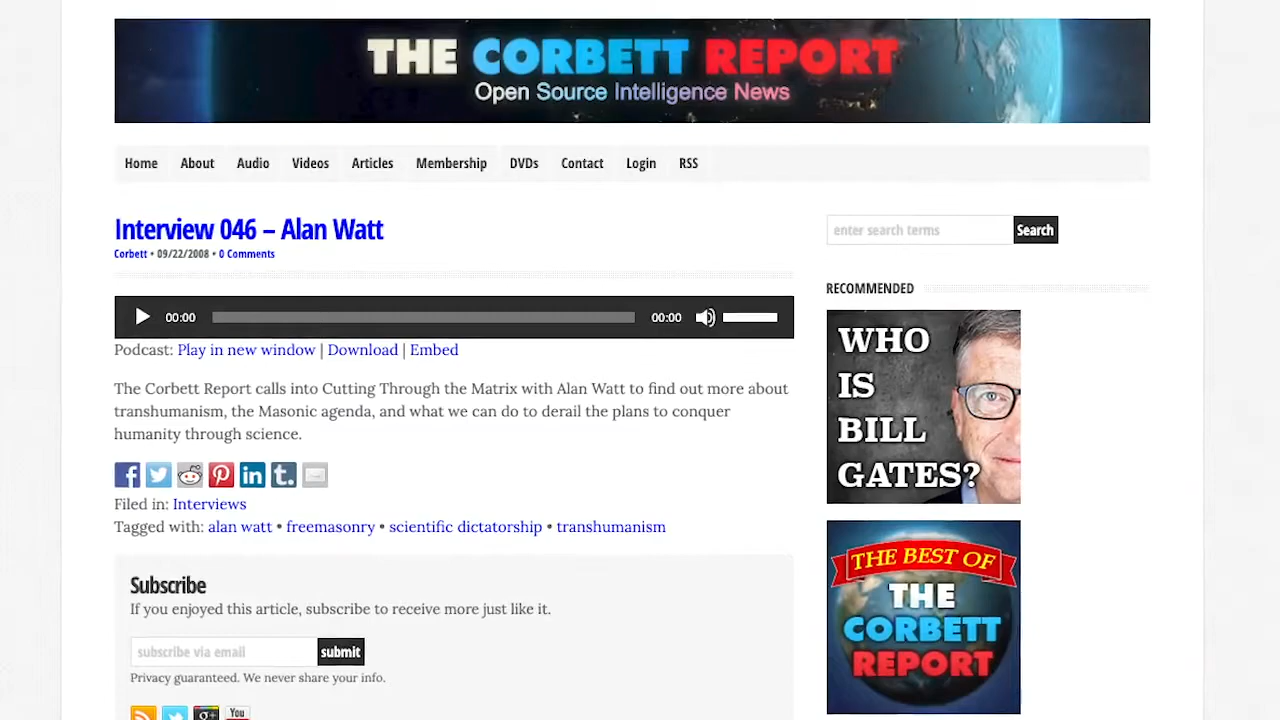 THE CORBETT REPORT
Open Source Intelligence News
Home About Audio Videos Articles Membership DVDs Contact Login RSS
Interview 046 – Alan Watt
Corbett • 09/22/2008 • 0 Comments
enter search terms Search
RECOMMENDED
00:00 00:00
Podcast: Play in new window | Download | Embed
The Corbett Report calls into Cutting Through the Matrix with Alan Watt to find out more about
transhumanism, the Masonic agenda, and what we can do to derail the plans to conquer
humanity through science.
Filed in: Interviews
Tagged with: alan watt • freemasonry • scientific dictatorship • transhumanism
Subscribe
If you enjoyed this article, subscribe to receive more just like it.
subscribe via email submit
Privacy guaranteed. We never share your info.
You
WHO
IS
BILL
GATES?
THE BEST OF
THE
CORBETT
REPORT